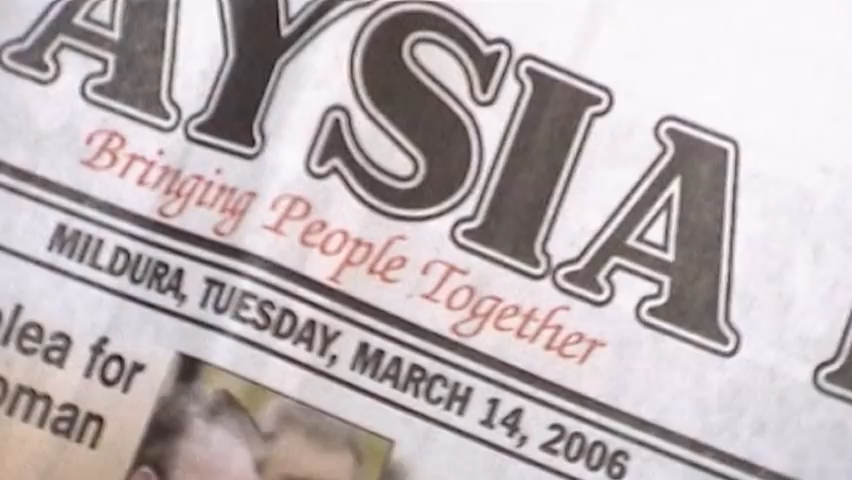 AYSIA
Bringing People Together
MILDURA, TUESDAY, MARCH 14, 2006
lea for
oman